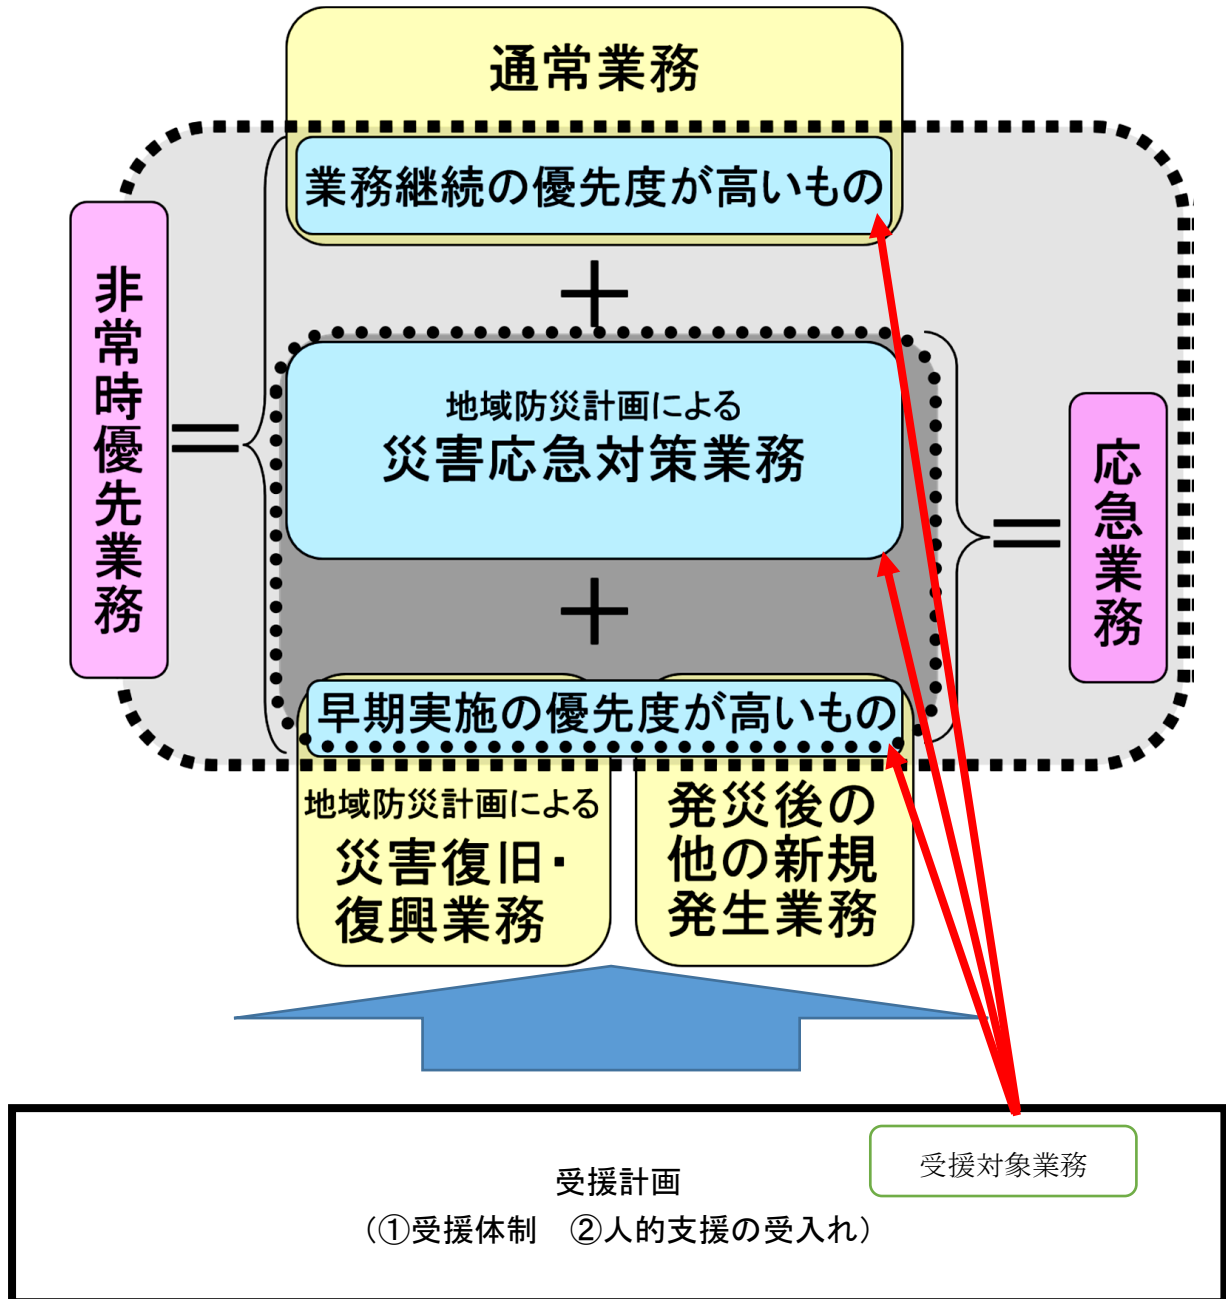 通常業務
業務継続の優先度が高いもの
非常時優先業務
＝
＋
地域防災計画による
災害応急対策業務
＝
応急業務
＋
早期実施の優先度が高いもの
地域防災計画による
災害復旧・
復興業務
発災後の
他の新規
発生業務
受援対象業務
受援計画
（①受援体制　②人的支援の受入れ）